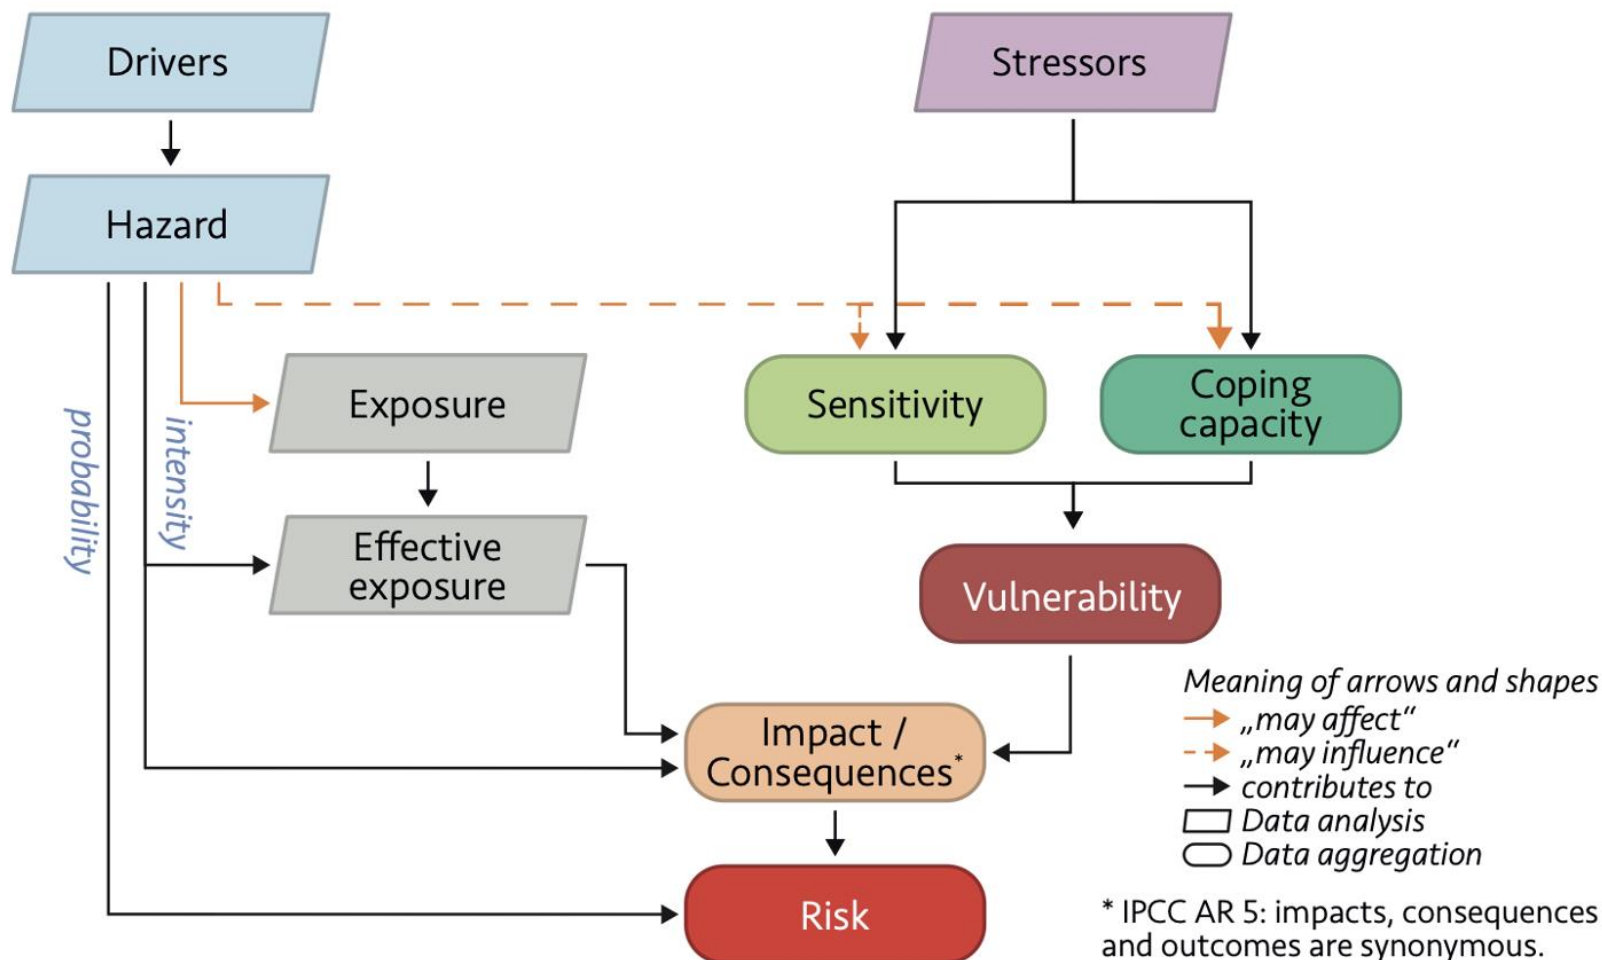 Drivers
Stressors
Hazard
probability
intensity
Exposure
Sensitivity
Coping
capacity
Effective
exposure
Vulnerability
Impact /
Consequences*
Risk
Meaning of arrows and shapes
„may affect“
„may influence“
contributes to
Data analysis
Data aggregation
* IPCC AR 5: impacts, consequences
and outcomes are synonymous.